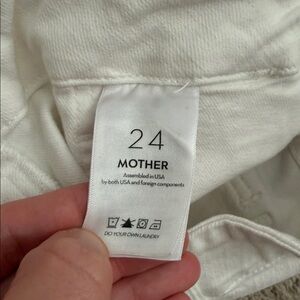 24
MOTHER
Assembled in USA
by both USA and foreign components
DO YOUR OWN LAUNDRY